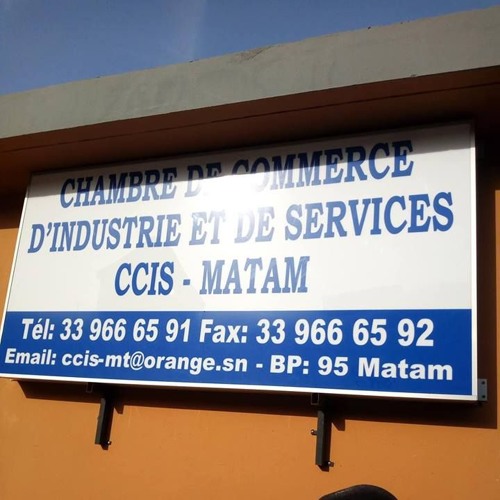 CHAMBRE DE COMMERCE
D'INDUSTRIE ET DE SERVICES
CCIS - MATAM
Tél: 33 966 65 91 Fax: 33 966 65 92
Email: ccis-mt@orange.sn - BP: 95 Matam